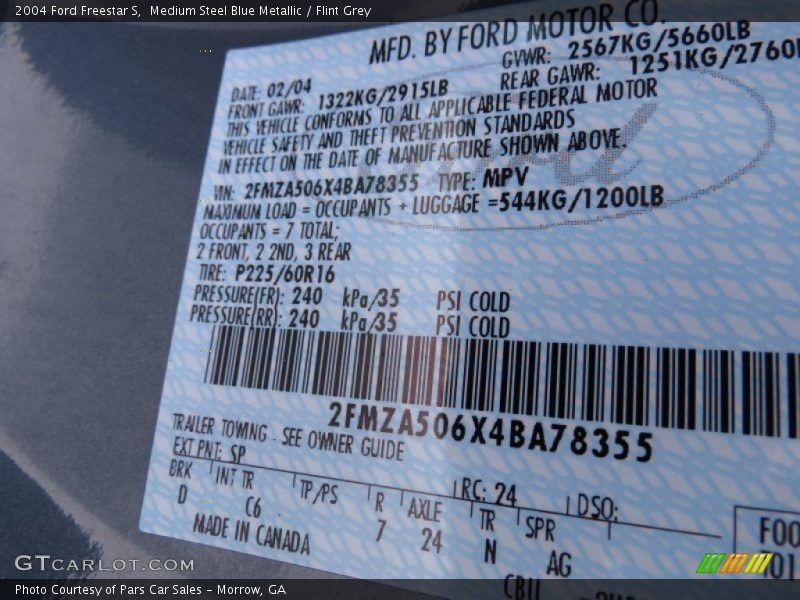 2004 Ford Freestar S,  Medium Steel Blue Metallic / Flint Grey
MFD. BY FORD MOTOR CO.
DATE: 02/04 GVWR: 2567KG/5660LB
FRONT GAWR: 1322KG/2915LB REAR GAWR: 1251KG/2760
THIS VEHICLE CONFORMS TO ALL APPLICABLE FEDERAL MOTOR
VEHICLE SAFETY AND THEFT PREVENTION STANDARDS
IN EFFECT ON THE DATE OF MANUFACTURE SHOWN ABOVE.
VIN: 2FMZA506X4BA78355 TYPE: MPV
MAXIMUM LOAD = OCCUPANTS + LUGGAGE =544KG/1200LB
OCCUPANTS = 7 TOTAL;
2 FRONT, 2 2ND, 3 REAR
TIRE: P225/60R16
PRESSURE(FR): 240 kPa/35 PSI COLD
PRESSURE(RR): 240 kPa/35 PSI COLD
2FMZA506X4BA78355
TRAILER TOWING - SEE OWNER GUIDE
EXT PNT: SP RC: 24 DSO:
BRK INT TR TP/PS R AXLE TR SPR
D C6 7 24 N AG
MADE IN CANADA
F00
GTCARLOT.COM
Photo Courtesy of Pars Car Sales - Morrow, GA